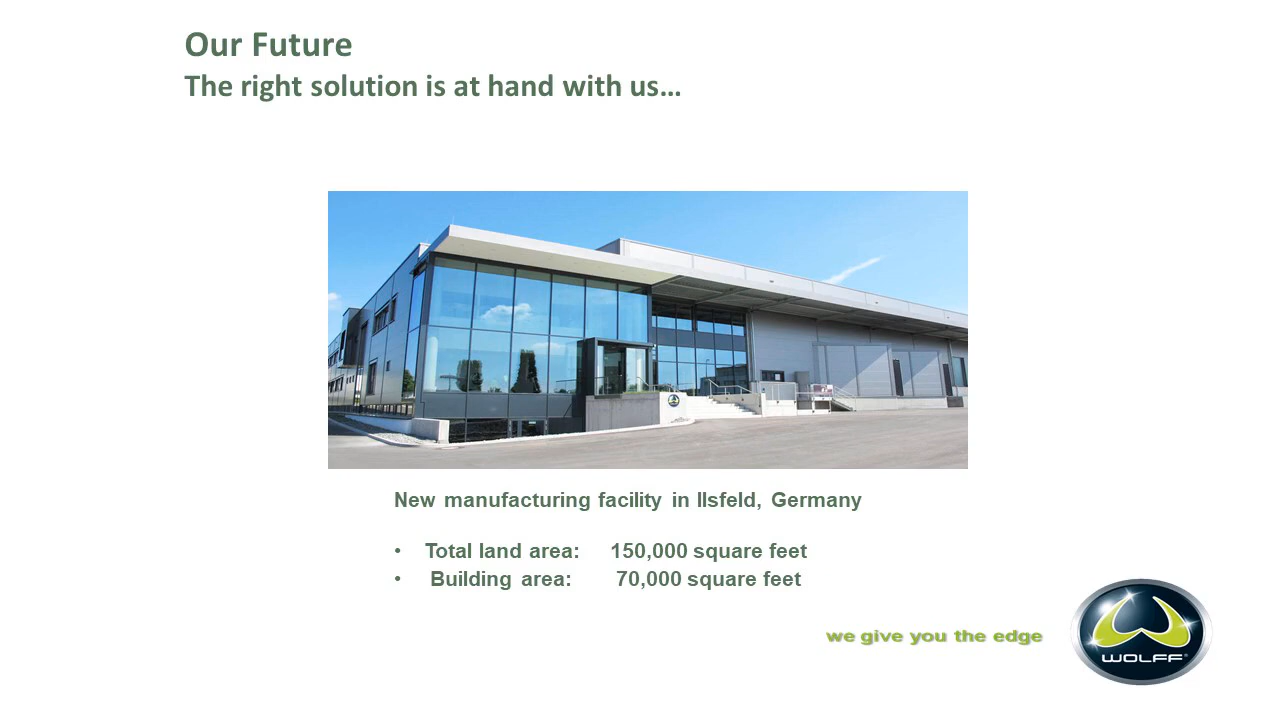 Our Future
The right solution is at hand with us…
New manufacturing facility in Ilsfeld, Germany
• Total land area: 150,000 square feet
• Building area: 70,000 square feet
we give you the edge
WOLFF®